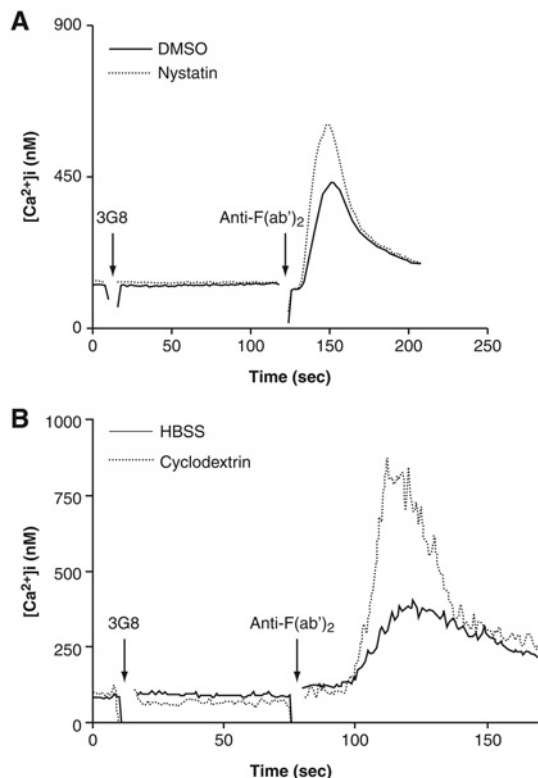 A
900
DMSO
Nystatin
[Ca²⁺]i (nM)
450
3G8
Anti-F(ab')₂
0
0 50 100 150 200 250
Time (sec)
B
1000
HBSS
Cyclodextrin
750
[Ca²⁺]i (nM)
500
3G8
Anti-F(ab')₂
250
0
0 50 100 150
Time (sec)